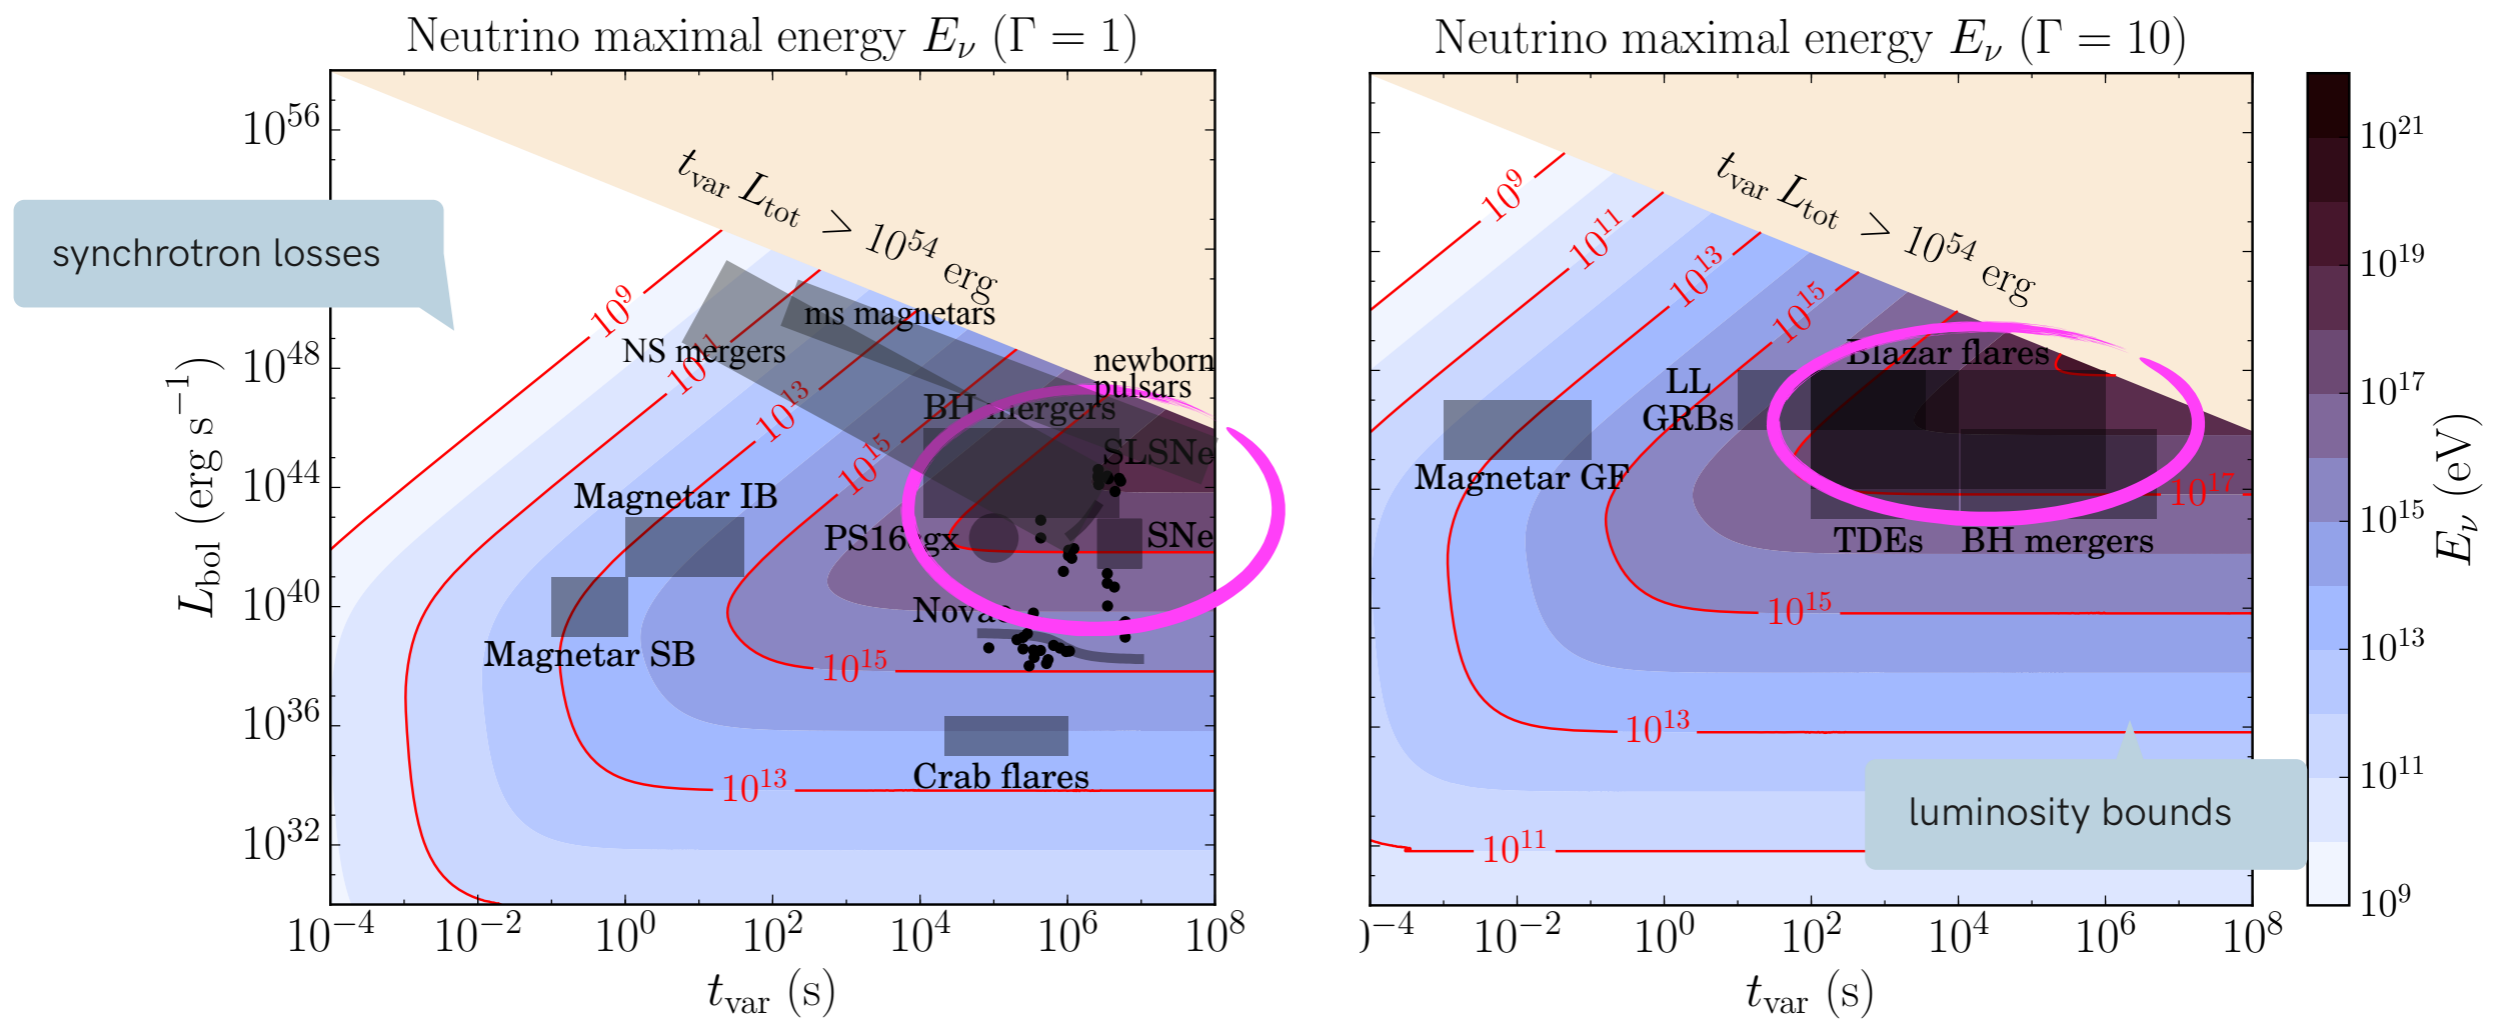 Neutrino maximal energy E_ν (Γ = 1)
Neutrino maximal energy E_ν (Γ = 10)
synchrotron losses
t_var L_tot > 10^54 erg
10^9
10^11
10^13
10^15
ms magnetars
NS mergers
newborn
pulsars
BH mergers
SLSNe
Magnetar IB
PS16cgx
SNe
Novae
Magnetar SB
10^15
Crab flares
10^13
10^56
10^48
10^44
10^40
10^36
10^32
L_bol (erg s^−1)
10^−4
10^−2
10^0
10^2
10^4
10^6
10^8
t_var (s)
t_var L_tot > 10^54 erg
10^9
10^11
10^13
10^15
Blazar flares
LL
GRBs
Magnetar GF
10^17
TDEs
BH mergers
10^15
10^13
luminosity bounds
10^11
)−4
10^−2
10^0
10^2
10^4
10^6
10^8
t_var (s)
10^21
10^19
10^17
10^15
10^13
10^11
10^9
E_ν (eV)